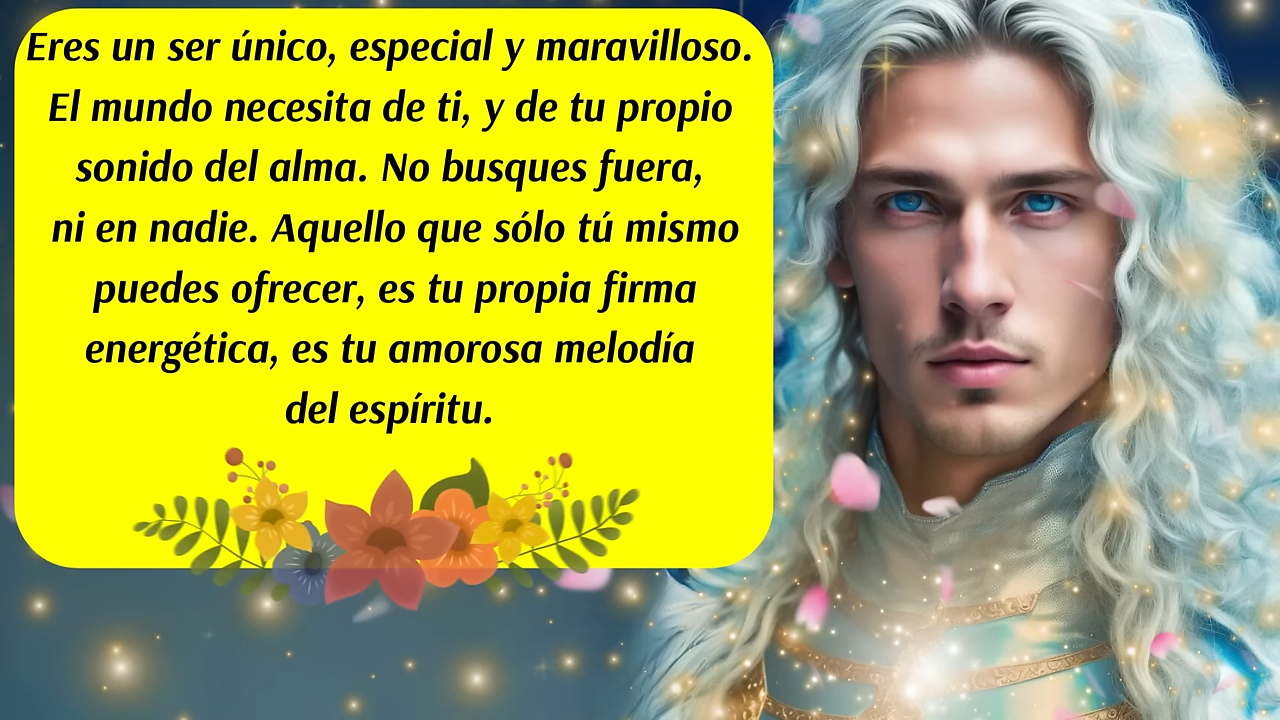 Eres un ser único, especial y maravilloso.
El mundo necesita de ti, y de tu propio
sonido del alma. No busques fuera,
ni en nadie. Aquello que sólo tú mismo
puedes ofrecer, es tu propia firma
energética, es tu amorosa melodía
del espíritu.